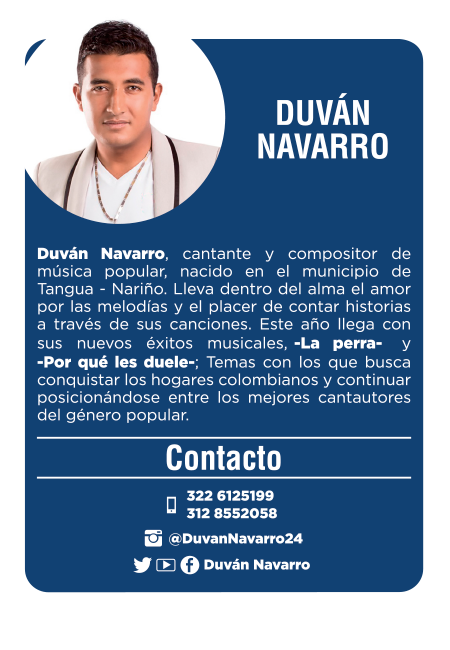 DUVÁN
NAVARRO
Duván Navarro, cantante y compositor de
música popular, nacido en el municipio de
Tangua - Nariño. Lleva dentro del alma el amor
por las melodías y el placer de contar historias
a través de sus canciones. Este año llega con
sus nuevos éxitos musicales, -La perra- y
-Por qué les duele-; Temas con los que busca
conquistar los hogares colombianos y continuar
posicionándose entre los mejores cantautores
del género popular.
Contacto
322 6125199
312 8552058
@DuvanNavarro24
Duván Navarro